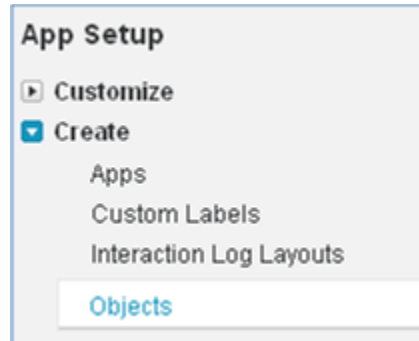 App Setup
Customize
Create
Apps
Custom Labels
Interaction Log Layouts
Objects